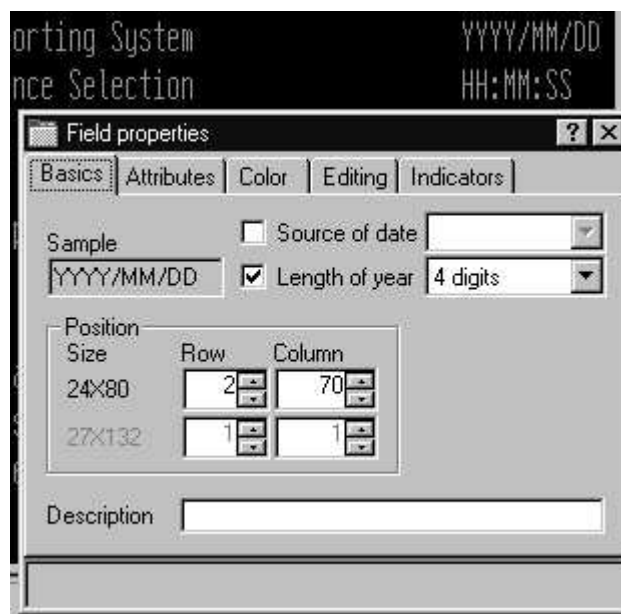 orting System YYYY/MM/DD
nce Selection HH:MM:SS
Field properties
Basics Attributes Color Editing Indicators
Sample Source of date
YYYY/MM/DD Length of year 4 digits
Position
Size Row Column
24X80 2 70
27X132 1 1
Description